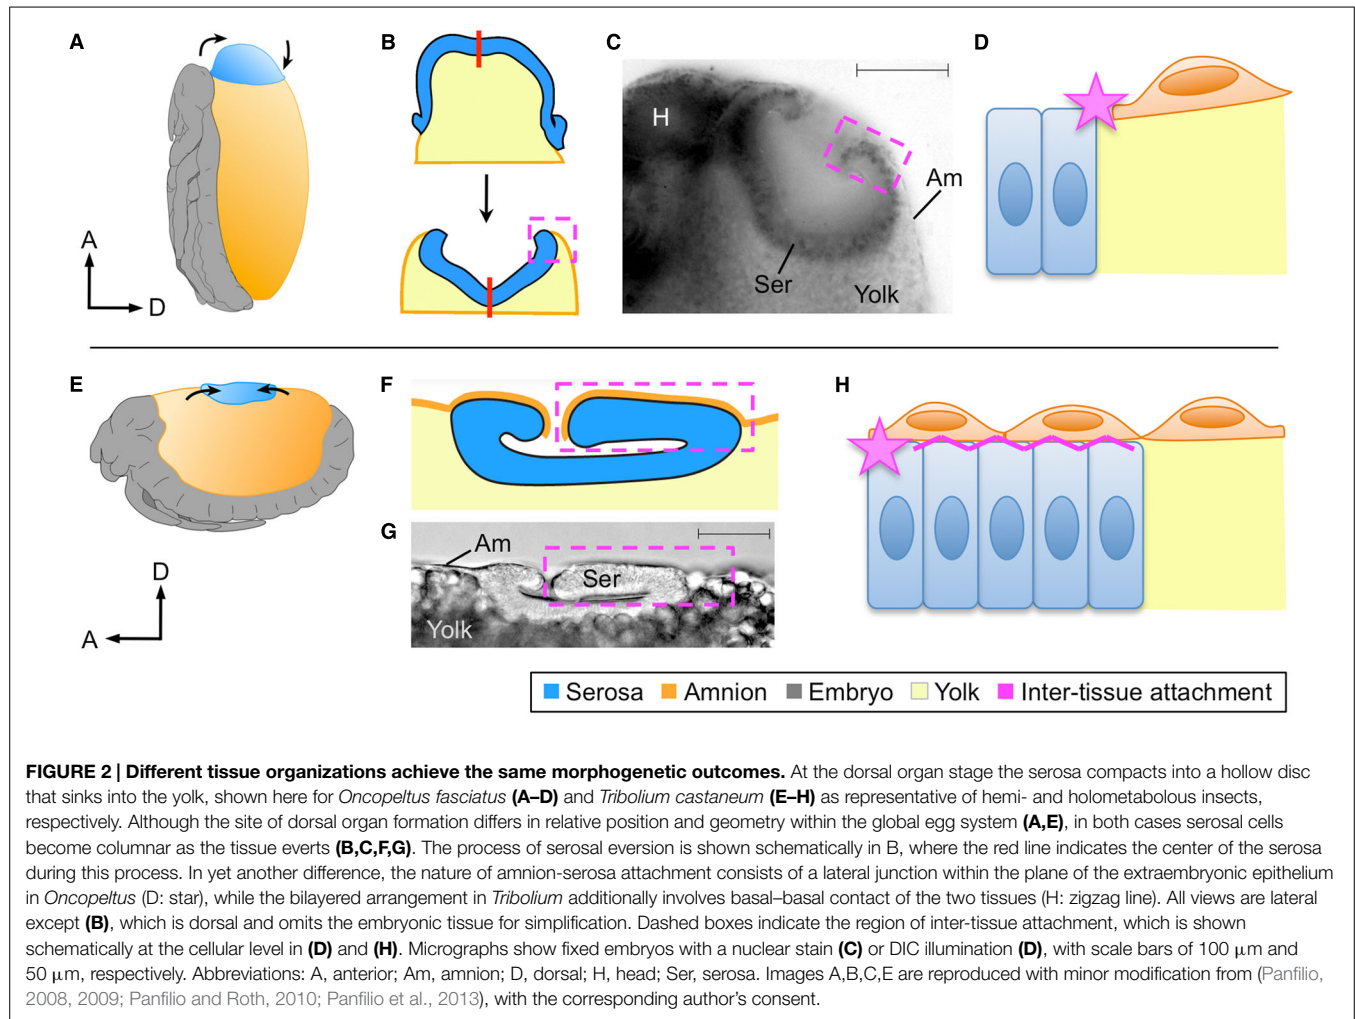 A
B
C
D
H
Am
Ser
Yolk
A
D
E
F
H
G
Am
Ser
Yolk
D
A
Serosa Amnion Embryo Yolk Inter-tissue attachment
FIGURE 2 | Different tissue organizations achieve the same morphogenetic outcomes. At the dorsal organ stage the serosa compacts into a hollow disc
that sinks into the yolk, shown here for Oncopeltus fasciatus (A–D) and Tribolium castaneum (E–H) as representative of hemi- and holometabolous insects,
respectively. Although the site of dorsal organ formation differs in relative position and geometry within the global egg system (A,E), in both cases serosal cells
become columnar as the tissue everts (B,C,F,G). The process of serosal eversion is shown schematically in B, where the red line indicates the center of the serosa
during this process. In yet another difference, the nature of amnion-serosa attachment consists of a lateral junction within the plane of the extraembryonic epithelium
in Oncopeltus (D: star), while the bilayered arrangement in Tribolium additionally involves basal–basal contact of the two tissues (H: zigzag line). All views are lateral
except (B), which is dorsal and omits the embryonic tissue for simplification. Dashed boxes indicate the region of inter-tissue attachment, which is shown
schematically at the cellular level in (D) and (H). Micrographs show fixed embryos with a nuclear stain (C) or DIC illumination (D), with scale bars of 100 μm and
50 μm, respectively. Abbreviations: A, anterior; Am, amnion; D, dorsal; H, head; Ser, serosa. Images A,B,C,E are reproduced with minor modification from (Panfilio,
2008, 2009; Panfilio and Roth, 2010; Panfilio et al., 2013), with the corresponding author's consent.